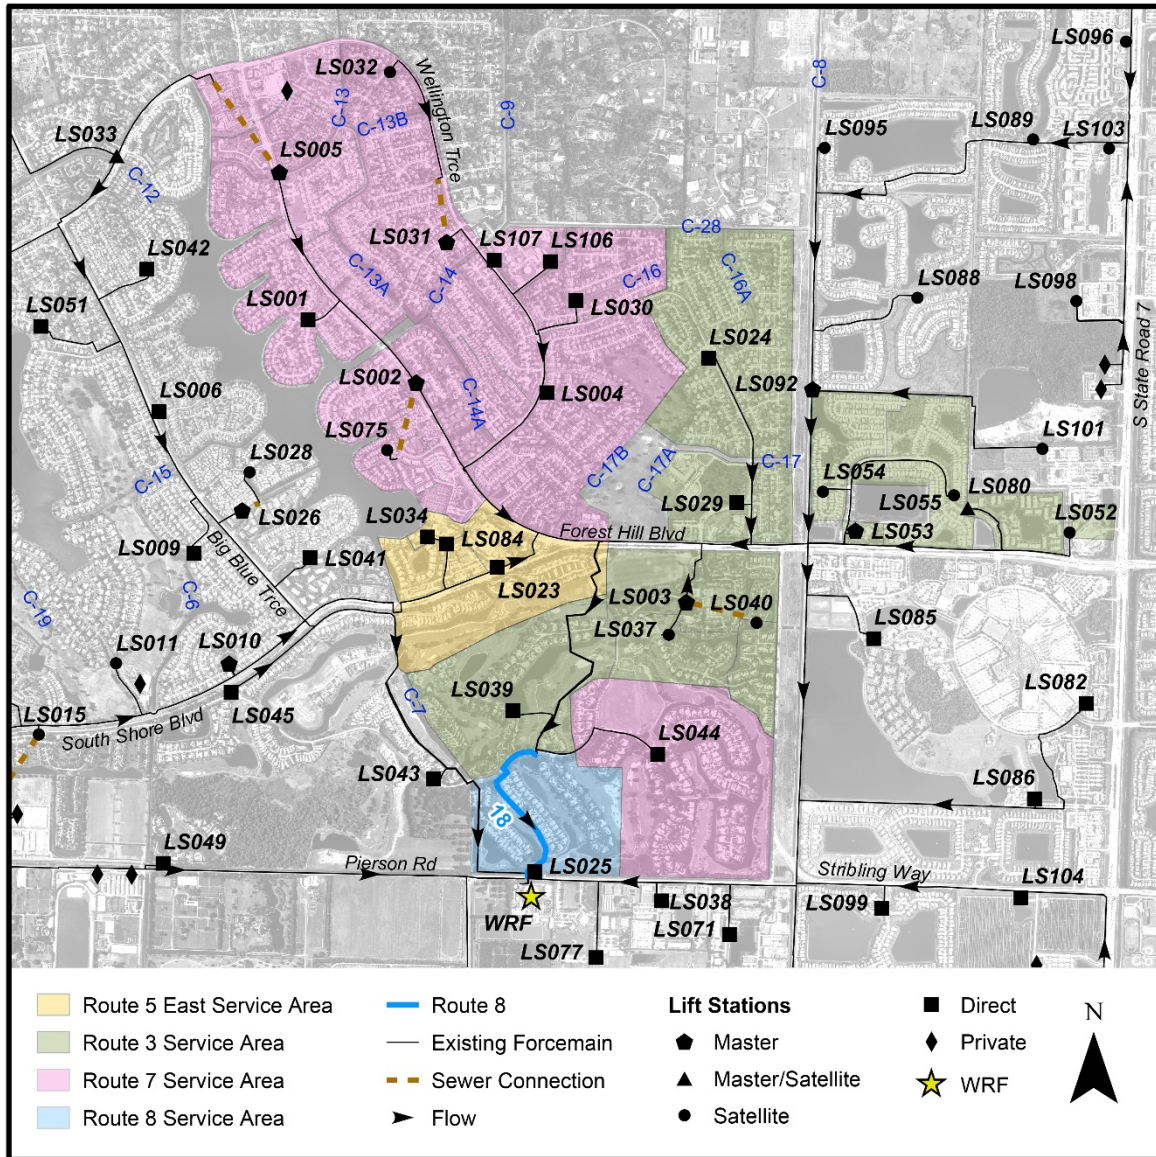 LS096
LS032
Wellington Trce
C-13
C-8
C-9
C-13B
LS033
LS095
LS089
LS103
LS005
C-12
C-28
LS031
LS107
LS106
LS042
C-13A
C-14
C-16
C-16A
LS088
LS098
LS051
LS001
LS030
LS024
LS002
LS092
LS004
S State Road 7
LS006
C-14A
LS075
LS101
C-15
LS028
C-17B
C-17A
C-17
LS054
LS080
LS055
LS026
LS029
LS052
LS034
Forest Hill Blvd
LS053
LS084
LS009
LS041
Big Blue Trce
LS023
C-19
C-6
LS003
LS040
LS037
LS085
LS011
LS010
LS039
C-7
LS082
LS045
LS015
South Shore Blvd
LS044
LS043
LS086
18
LS049
Pierson Rd
LS025
Stribling Way
LS104
WRF
LS038
LS099
LS071
LS077
Route 5 East Service Area
Route 3 Service Area
Route 7 Service Area
Route 8 Service Area
Route 8
Existing Forcemain
Sewer Connection
Flow
Lift Stations
Master
Master/Satellite
Satellite
Direct
Private
WRF
N